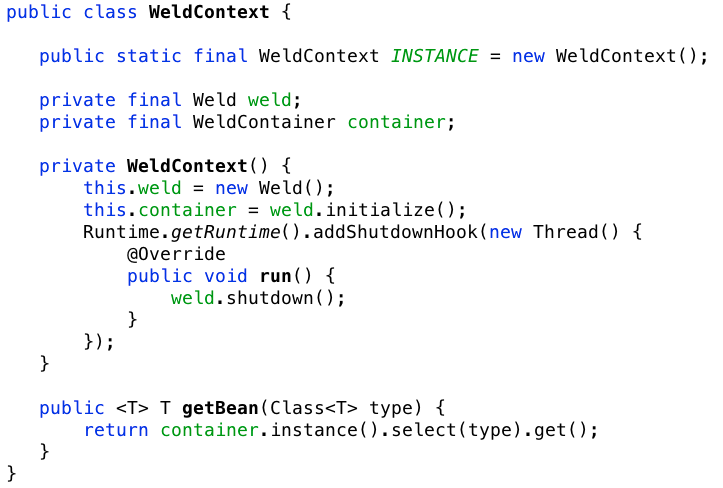 public class WeldContext {
public static final WeldContext INSTANCE = new WeldContext();
private final Weld weld;
private final WeldContainer container;
private WeldContext() {
this.weld = new Weld();
this.container = weld.initialize();
Runtime.getRuntime().addShutdownHook(new Thread() {
@Override
public void run() {
weld.shutdown();
}
});
}
public <T> T getBean(Class<T> type) {
return container.instance().select(type).get();
}
}